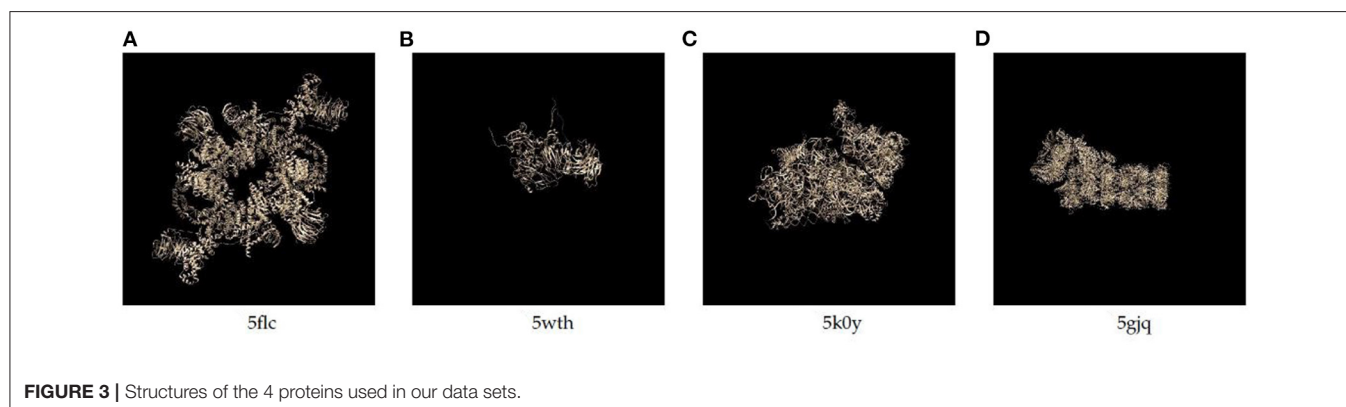 A
B
C
D
5flc
5wth
5k0y
5gjq
FIGURE 3 | Structures of the 4 proteins used in our data sets.